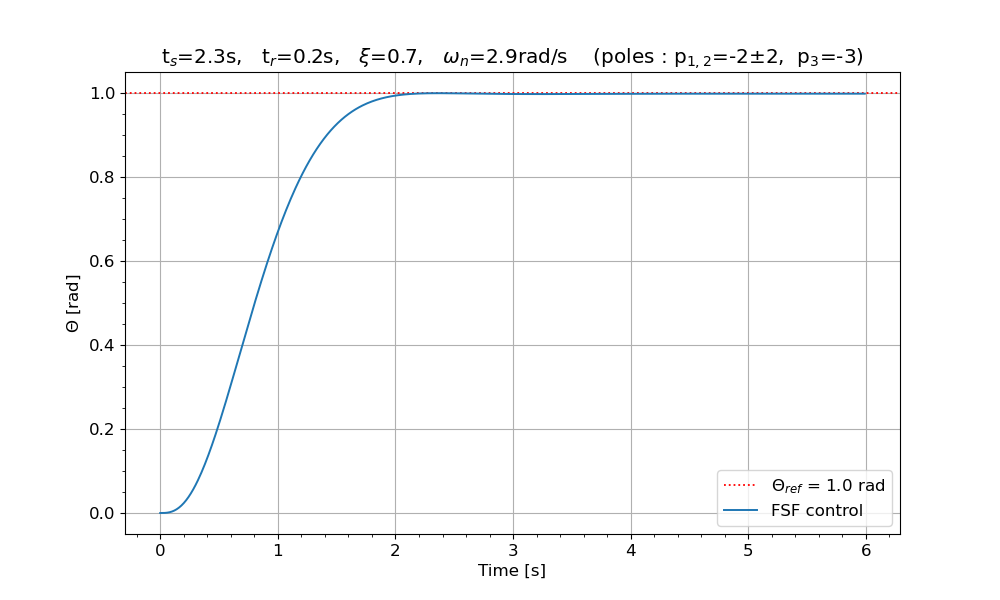 tₛ=2.3s,   tᵣ=0.2s,   ξ=0.7,   ωₙ=2.9rad/s    (poles : p₁,₂=-2±2,  p₃=-3)
1.0
0.8
0.6
0.4
0.2
0.0
Θ [rad]
Θ_ref = 1.0 rad
FSF control
0 1 2 3 4 5 6
Time [s]